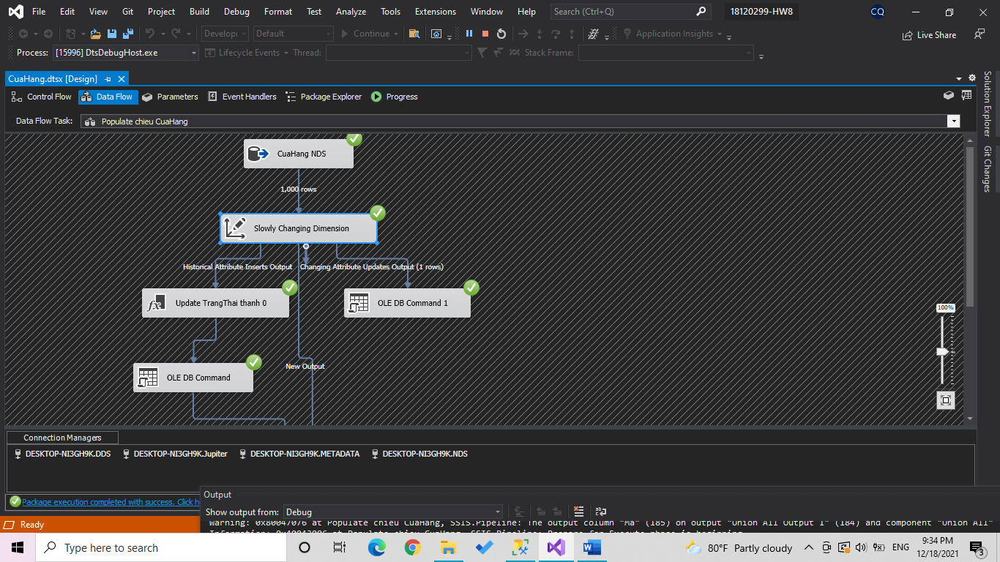 File Edit View Git Project Build Debug Format Test Analyze Tools Extensions Window Help Search (Ctrl+Q) 18120299-HW8 CQ
Develop Default Continue Application Insights Live Share
Process: [15996] DtsDebugHost.exe Lifecycle Events Thread: Stack Frame:
CuaHang.dtsx [Design]
Control Flow Data Flow Parameters Event Handlers Package Explorer Progress
Data Flow Task: Populate chieu CuaHang
Solution Explorer
Git Changes
CuaHang NDS
1,000 rows
Slowly Changing Dimension
Historical Attribute Inserts Output Changing Attribute Updates Output (1 rows)
Update TrangThai thanh 0 OLE DB Command 1
100%
New Output
OLE DB Command
Connection Managers
DESKTOP-NI3GH9K.DDS DESKTOP-NI3GH9K.Jupiter DESKTOP-NI3GH9K.METADATA DESKTOP-NI3GH9K.NDS
Package execution completed with success. Click h
Output
Show output from: Debug
Ready
Warning: 0x80047076 at Populate chieu CuaHang, SSIS.Pipeline: The output column "Ma" (185) on output "Union All Output 1" (184) and component "Union All"
Type here to search 80°F Partly cloudy ENG 9:34 PM
12/18/2021 3